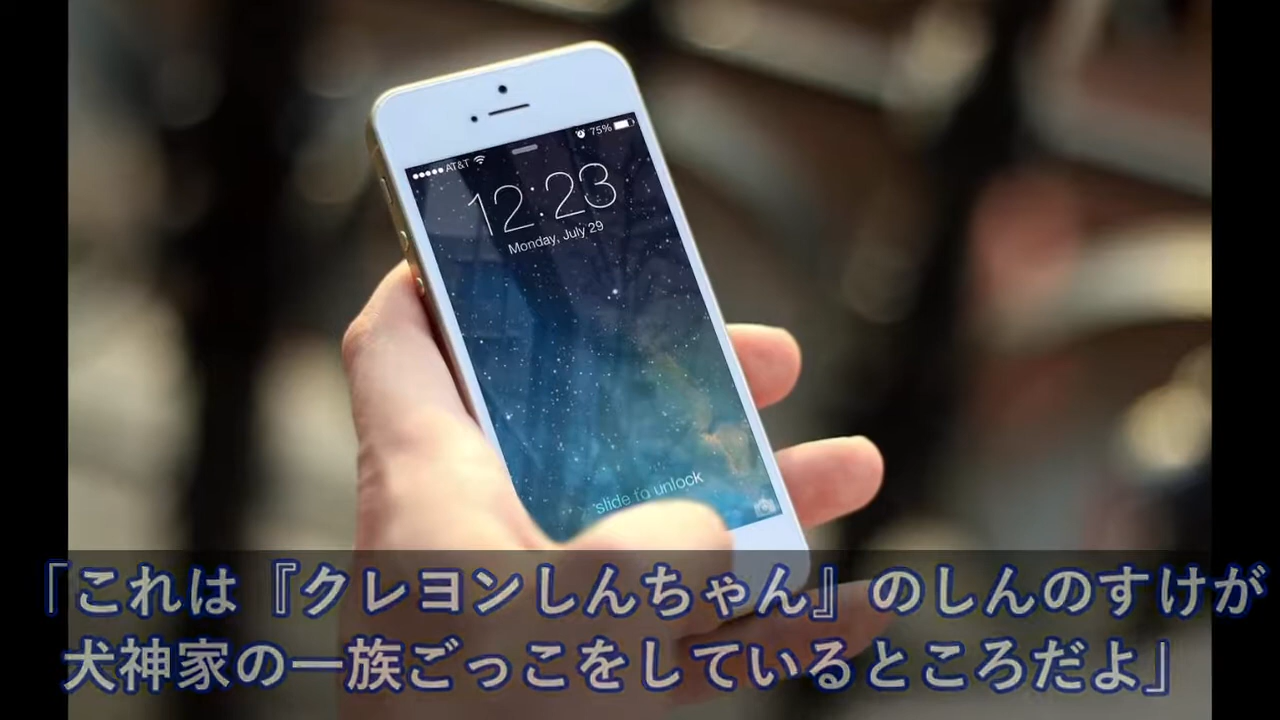 ●●●●● AT&T 75%
12:23
Monday, July 29
slide to unlock
「これは『クレヨンしんちゃん』のしんのすけが
犬神家の一族ごっこをしているところだよ」